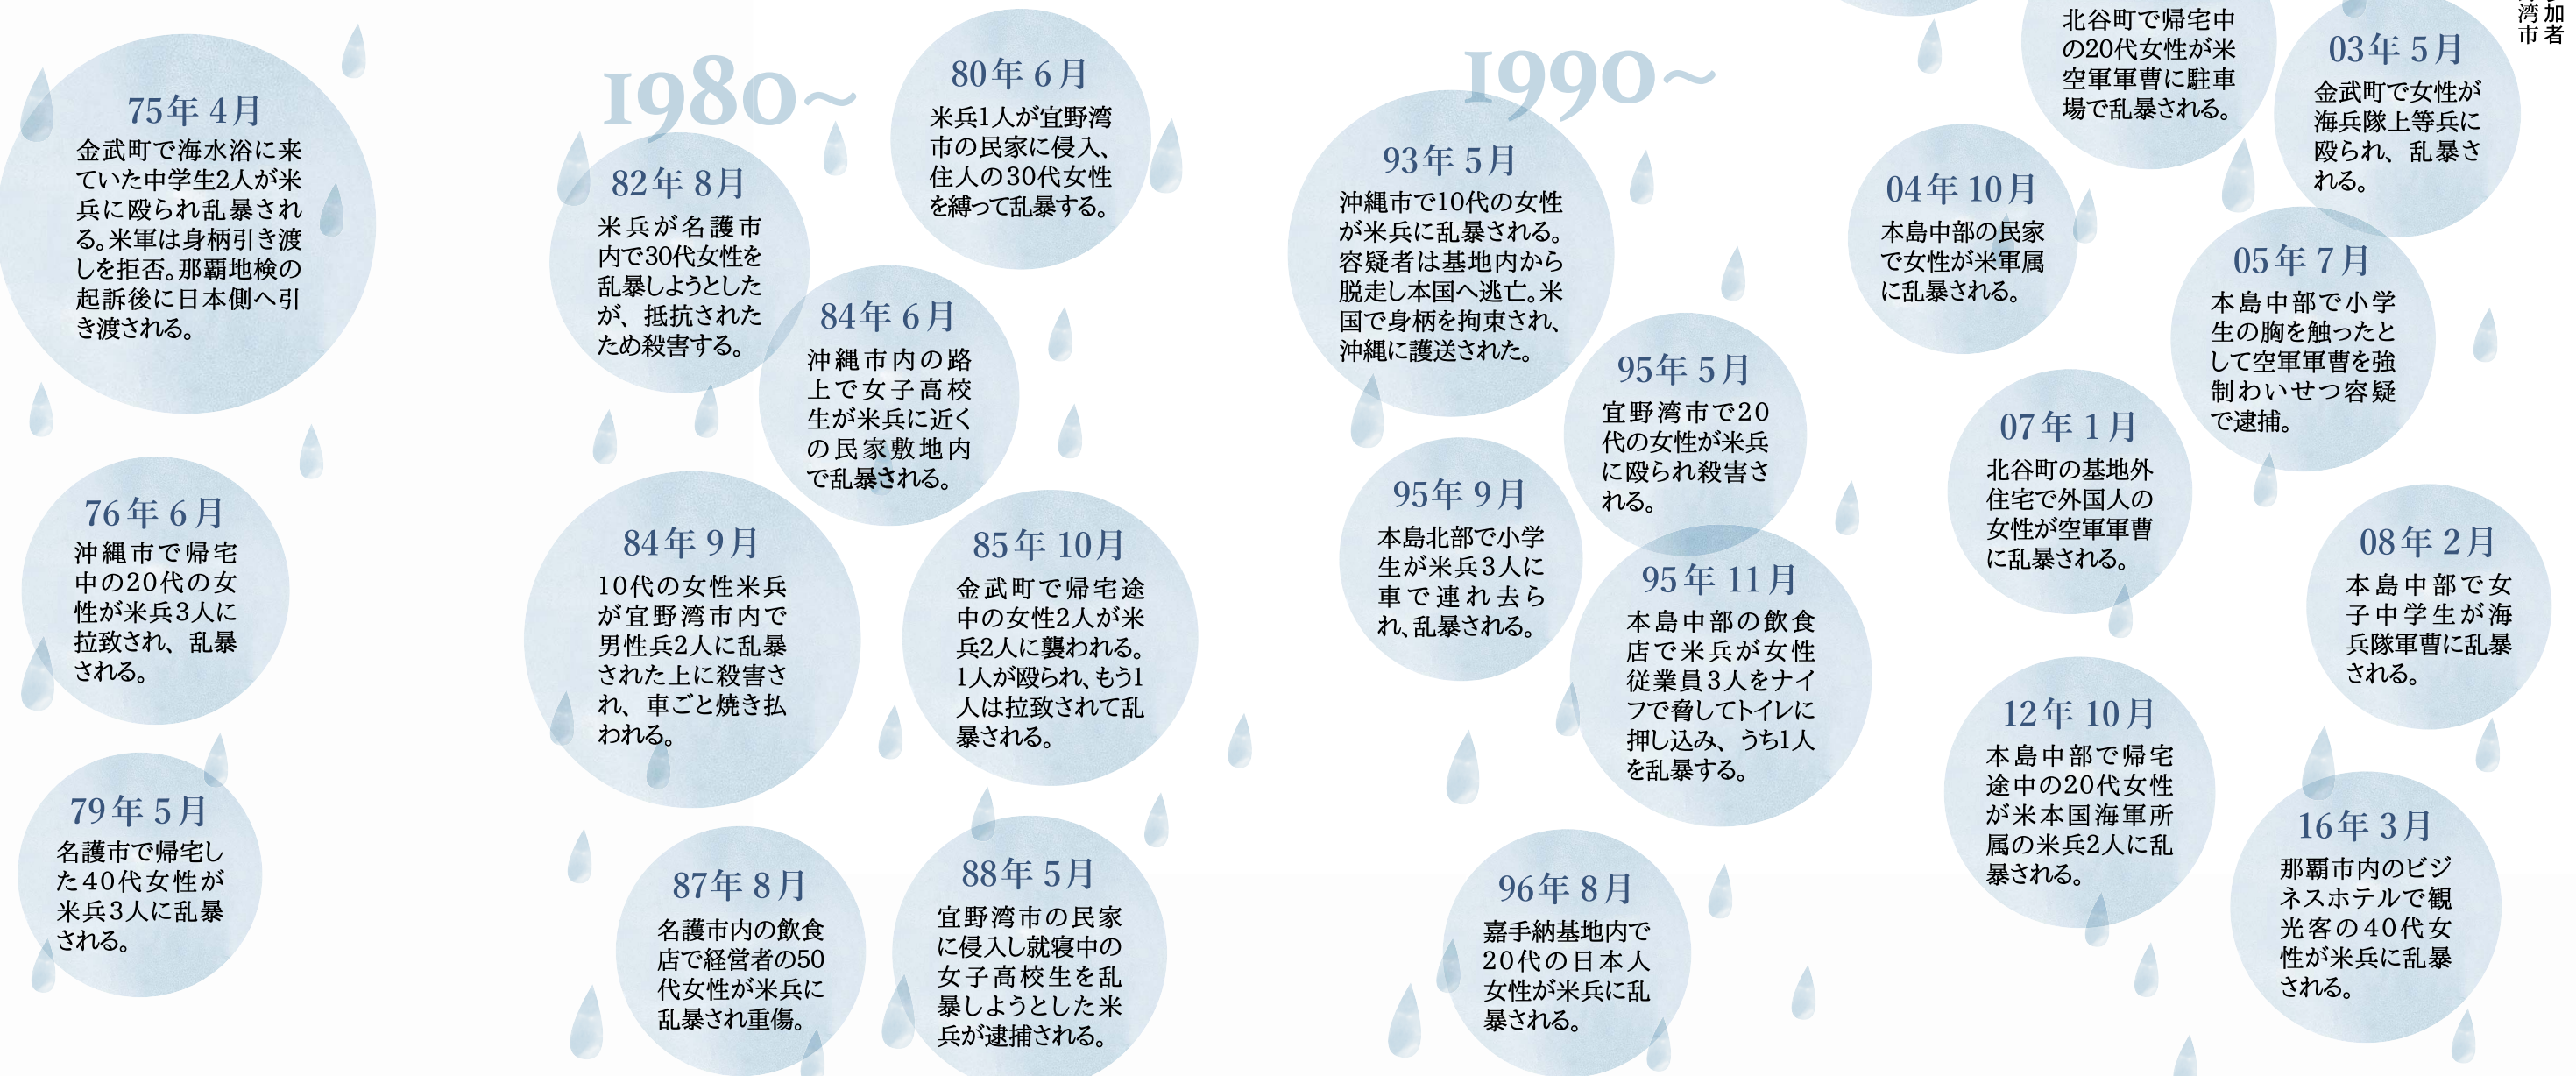 75年 4月
金武町で海水浴に来
ていた中学生2人が米
兵に殴られ乱暴され
る。米軍は身柄引き渡
しを拒否。那覇地検の
起訴後に日本側へ引
き渡される。
76年 6月
沖縄市で帰宅
中の20代の女
性が米兵3人に
拉致され、乱暴
される。
79年 5月
名護市で帰宅し
た40代女性が
米兵3人に乱暴
される。
1980~
80年 6月
米兵1人が宜野湾
市の民家に侵入、
住人の30代女性
を縛って乱暴する。
82年 8月
米兵が名護市
内で30代女性を
乱暴しようとした
が、抵抗された
ため殺害する。
84年 6月
沖縄市内の路
上で女子高校
生が米兵に近く
の民家敷地内
で乱暴される。
84年 9月
10代の女性米兵
が宜野湾市内で
男性兵2人に乱暴
された上に殺害さ
れ、車ごと焼き払
われる。
85年 10月
金武町で帰宅途
中の女性2人が米
兵2人に襲われる。
1人が殴られ、もう1
人は拉致されて乱
暴される。
87年 8月
名護市内の飲食
店で経営者の50
代女性が米兵に
乱暴され重傷。
88年 5月
宜野湾市の民家
に侵入し就寝中の
女子高校生を乱
暴しようとした米
兵が逮捕される。
1990~
93年 5月
沖縄市で10代の女性
が米兵に乱暴される。
容疑者は基地内から
脱走し本国へ逃亡。米
国で身柄を拘束され、
沖縄に護送された。
95年 5月
宜野湾市で20
代の女性が米兵
に殴られ殺害さ
れる。
95年 9月
本島北部で小学
生が米兵3人に
車で連れ去ら
れ、乱暴される。
95年 11月
本島中部の飲食
店で米兵が女性
従業員3人をナイ
フで脅してトイレに
押し込み、うち1人
を乱暴する。
96年 8月
嘉手納基地内で
20代の日本人
女性が米兵に乱
暴される。
北谷町で帰宅中
の20代女性が米
空軍軍曹に駐車
場で乱暴される。
03年 5月
金武町で女性が
海兵隊上等兵に
殴られ、乱暴さ
れる。
04年 10月
本島中部の民家
で女性が米軍属
に乱暴される。
05年 7月
本島中部で小学
生の胸を触ったと
して空軍軍曹を強
制わいせつ容疑
で逮捕。
07年 1月
北谷町の基地外
住宅で外国人の
女性が空軍軍曹
に乱暴される。
08年 2月
本島中部で女
子中学生が海
兵隊軍曹に乱暴
される。
12年 10月
本島中部で帰宅
途中の20代女性
が米本国海軍所
属の米兵2人に乱
暴される。
16年 3月
那覇市内のビジ
ネスホテルで観
光客の40代女
性が米兵に乱暴
される。
加者
湾市